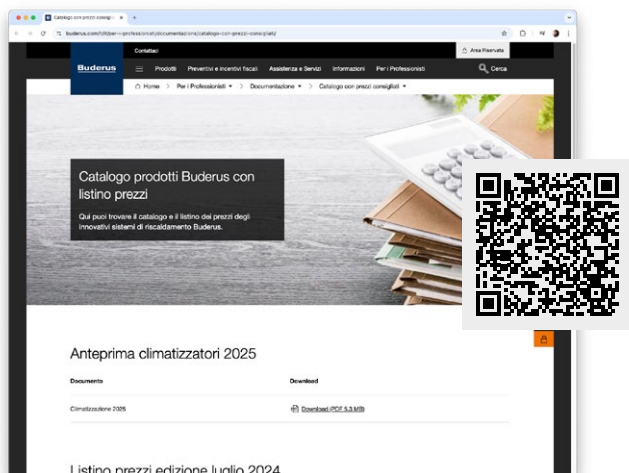 Catalogo con prezzi consigli
buderus.com/it/it/per-i-professionisti/documentazione/catalogo-con-prezzi-consigliati/
Contattaci
Area Riservata
Buderus
Prodotti Preventivi e incentivi fiscali Assistenza e Servizi Informazioni Per i Professionisti
Cerca
Home > Per i Professionisti > Documentazione > Catalogo con prezzi consigliati
Catalogo prodotti Buderus con
listino prezzi
Qui puoi trovare il catalogo e il listino dei prezzi degli
innovativi sistemi di riscaldamento Buderus.
Anteprima climatizzatori 2025
Documento Download
Climatizzazione 2025 Download (PDF 5.3 MB)
Listino prezzi edizione luglio 2024